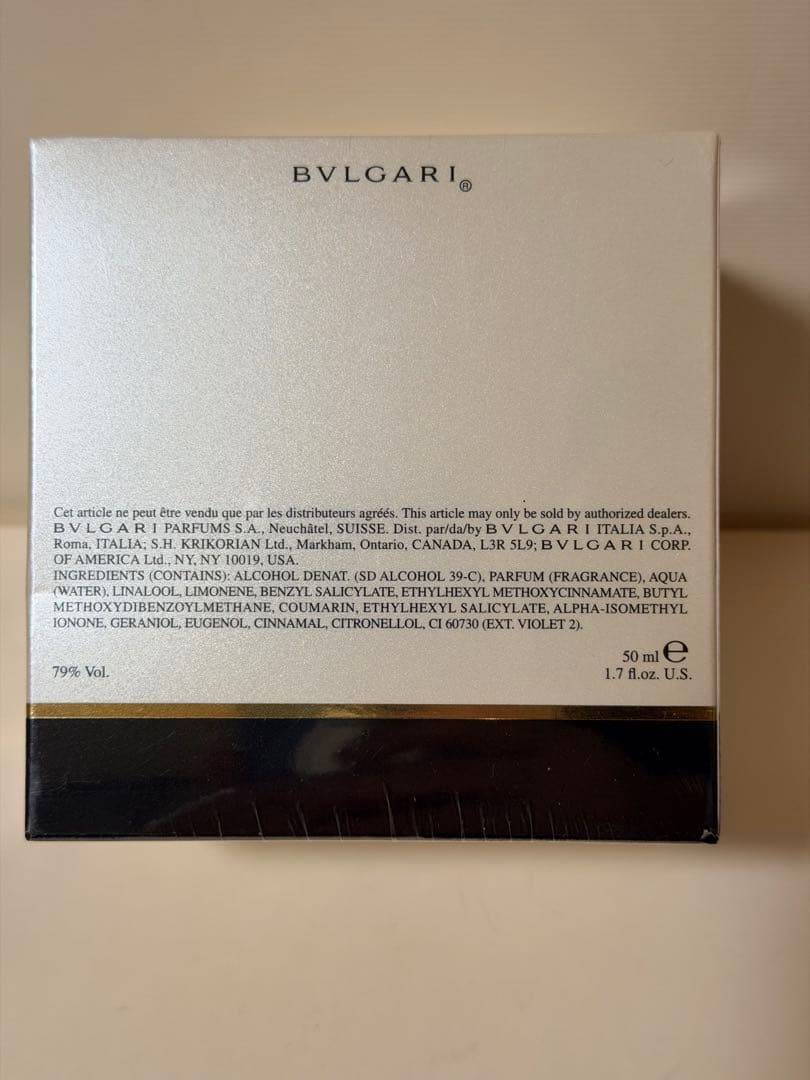 BVLGARI®
Cet article ne peut être vendu que par les distributeurs agréés. This article may only be sold by authorized dealers.
BVLGARI PARFUMS S.A., Neuchâtel, SUISSE. Dist. par/da/by BVLGARI ITALIA S.p.A.,
Roma, ITALIA; S.H. KRIKORIAN Ltd., Markham, Ontario, CANADA, L3R 5L9; BVLGARI CORP.
OF AMERICA Ltd., NY, NY 10019, USA.
INGREDIENTS (CONTAINS): ALCOHOL DENAT. (SD ALCOHOL 39-C), PARFUM (FRAGRANCE), AQUA
(WATER), LINALOOL, LIMONENE, BENZYL SALICYLATE, ETHYLHEXYL METHOXYCINNAMATE, BUTYL
METHOXYDIBENZOYLMETHANE, COUMARIN, ETHYLHEXYL SALICYLATE, ALPHA-ISOMETHYL
IONONE, GERANIOL, EUGENOL, CINNAMAL, CITRONELLOL, CI 60730 (EXT. VIOLET 2).
50 ml ℮
79% Vol.
1.7 fl.oz. U.S.